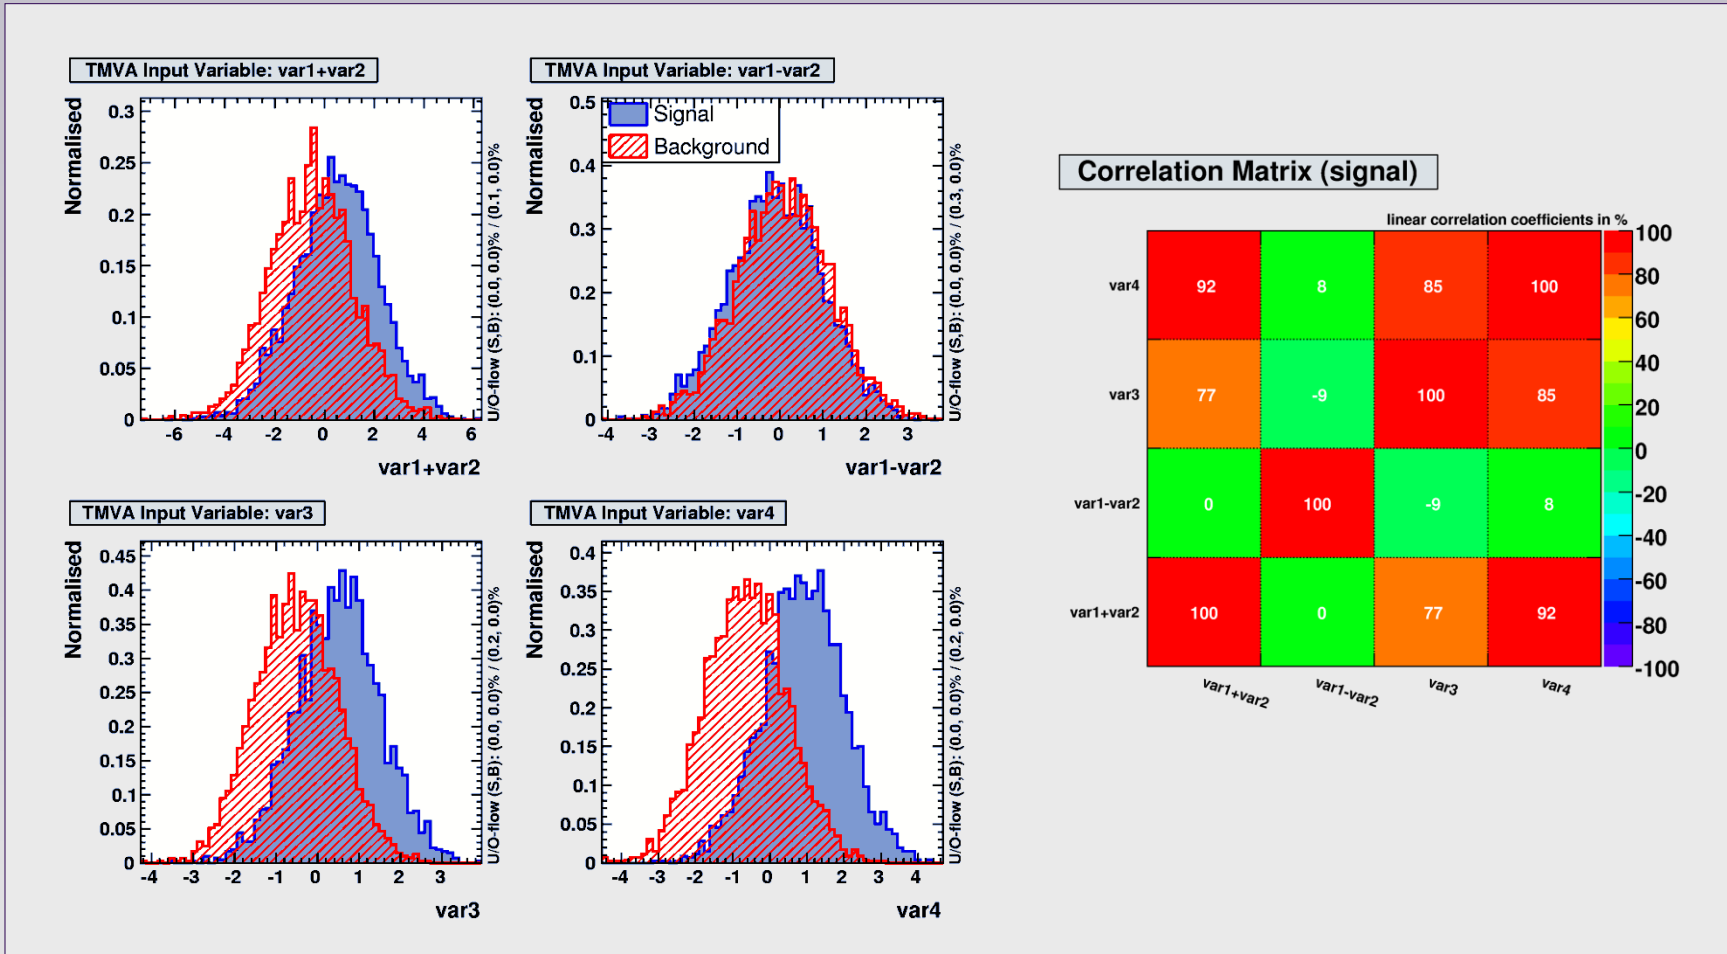 TMVA Input Variable: var1+var2
Normalised
0.3
0.25
0.2
0.15
0.1
0.05
0
-6 -4 -2 0 2 4 6
var1+var2
U/O-flow (S,B): (0.0, 0.0)% / (0.1, 0.0)%
TMVA Input Variable: var1-var2
Normalised
Signal
Background
0.5
0.4
0.3
0.2
0.1
0
-4 -3 -2 -1 0 1 2 3
var1-var2
U/O-flow (S,B): (0.0, 0.0)% / (0.3, 0.0)%
TMVA Input Variable: var3
Normalised
0.45
0.4
0.35
0.3
0.25
0.2
0.15
0.1
0.05
0
-4 -3 -2 -1 0 1 2 3
var3
U/O-flow (S,B): (0.0, 0.0)% / (0.2, 0.0)%
TMVA Input Variable: var4
Normalised
0.4
0.35
0.3
0.25
0.2
0.15
0.1
0.05
0
-4 -3 -2 -1 0 1 2 3 4
var4
U/O-flow (S,B): (0.0, 0.0)% / (0.2, 0.0)%
Correlation Matrix (signal)
linear correlation coefficients in %
var4 92 8 85 100
var3 77 -9 100 85
var1-var2 0 100 -9 8
var1+var2 100 0 77 92
var1+var2 var1-var2 var3 var4
100
80
60
40
20
0
-20
-40
-60
-80
-100